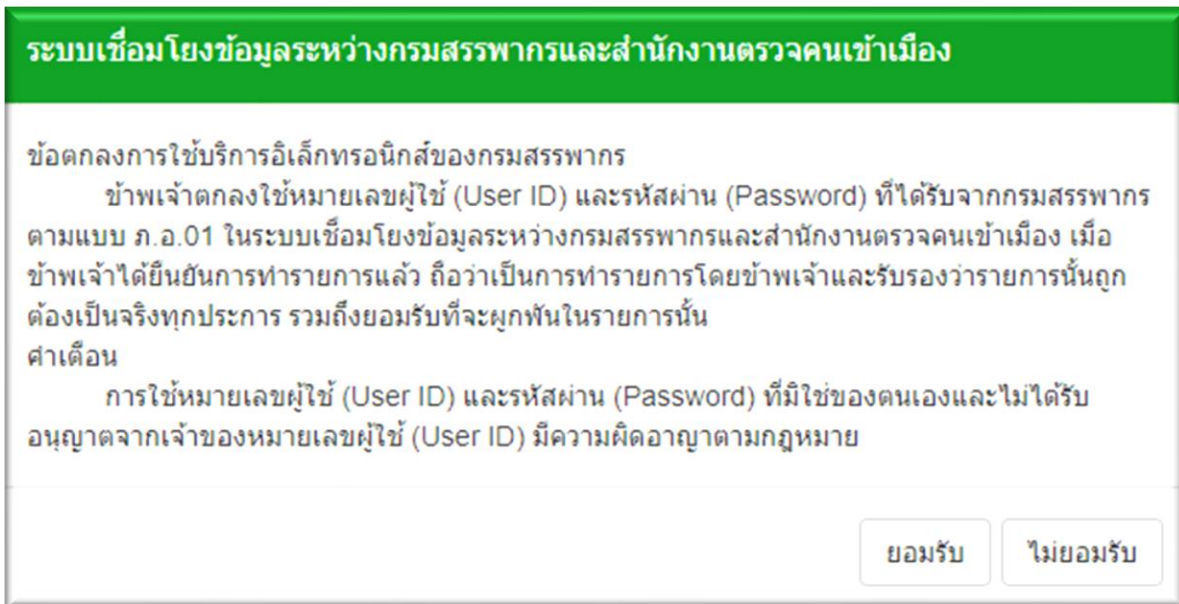 ระบบเชื่อมโยงข้อมูลระหว่างกรมสรรพากรและสำนักงานตรวจคนเข้าเมือง
ข้อตกลงการใช้บริการอิเล็กทรอนิกส์ของกรมสรรพากร
ข้าพเจ้าตกลงใช้หมายเลขผู้ใช้ (User ID) และรหัสผ่าน (Password) ที่ได้รับจากกรมสรรพากร
ตามแบบ ภ.อ.01 ในระบบเชื่อมโยงข้อมูลระหว่างกรมสรรพากรและสำนักงานตรวจคนเข้าเมือง เมื่อ
ข้าพเจ้าได้ยืนยันการทำรายการแล้ว ถือว่าเป็นการทำรายการโดยข้าพเจ้าและรับรองว่ารายการนั้นถูก
ต้องเป็นจริงทุกประการ รวมถึงยอมรับที่จะผูกพันในรายการนั้น
คำเตือน
การใช้หมายเลขผู้ใช้ (User ID) และรหัสผ่าน (Password) ที่มิใช่ของตนเองและไม่ได้รับ
อนุญาตจากเจ้าของหมายเลขผู้ใช้ (User ID) มีความผิดอาญาตามกฎหมาย
ยอมรับ ไม่ยอมรับ